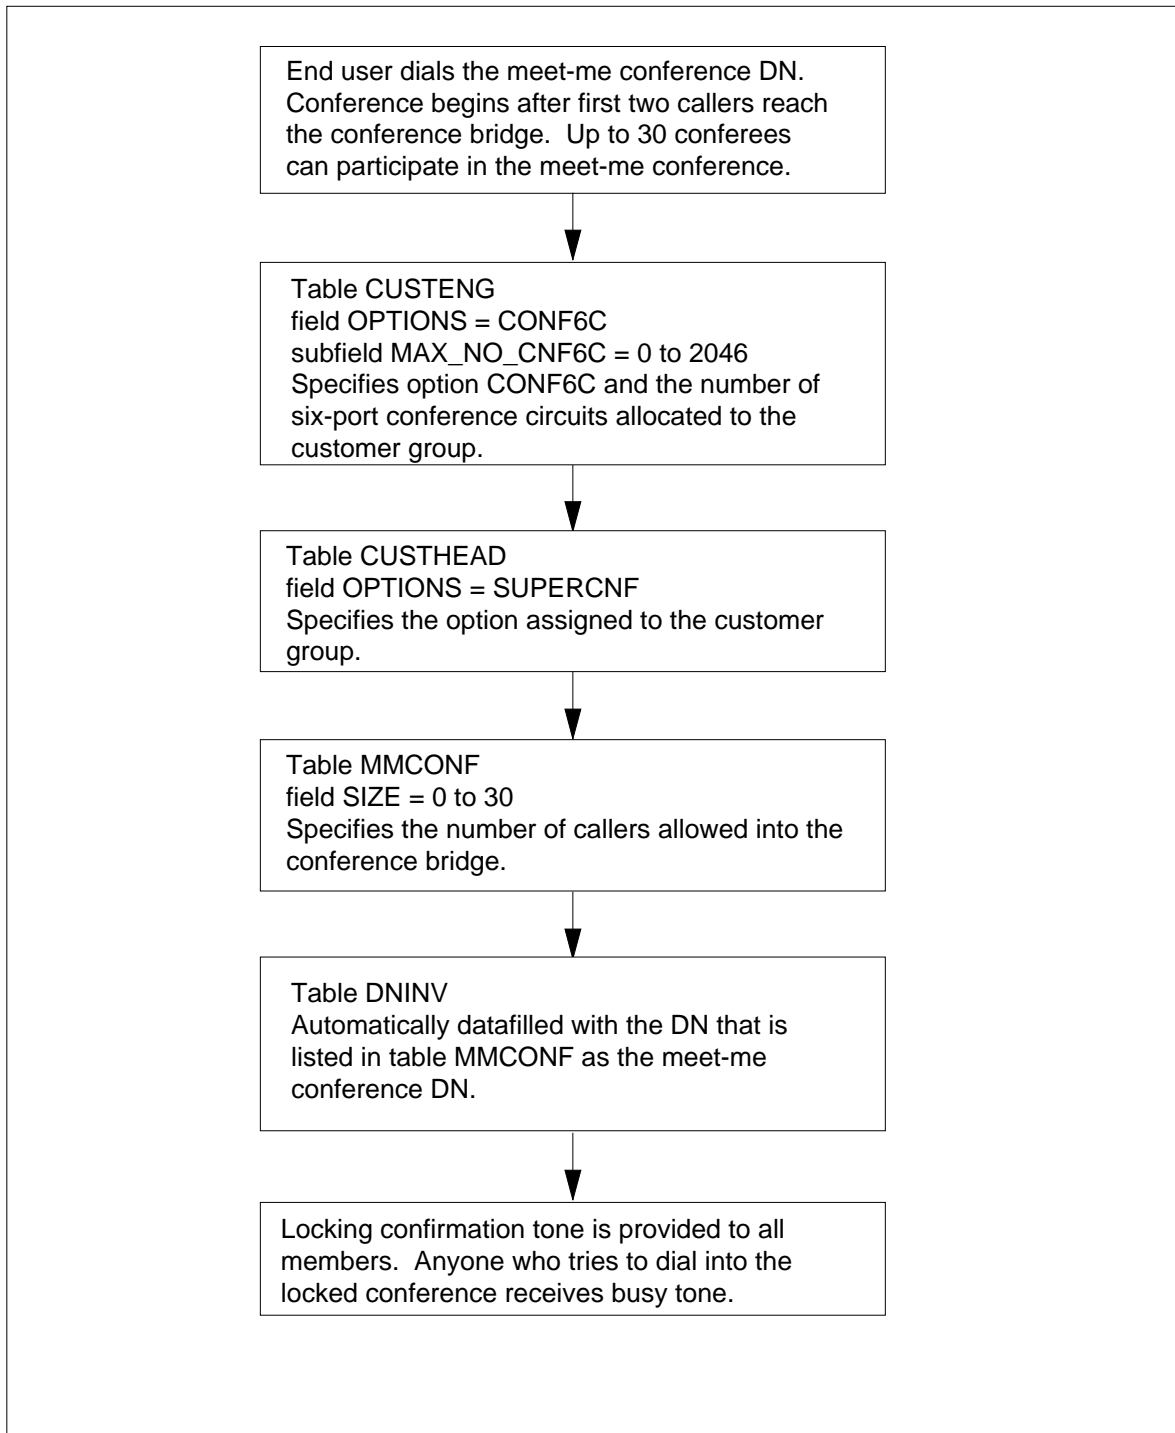 End user dials the meet-me conference DN.
Conference begins after first two callers reach
the conference bridge.  Up to 30 conferees
can participate in the meet-me conference.
Table CUSTENG
field OPTIONS = CONF6C
subfield MAX_NO_CNF6C = 0 to 2046
Specifies option CONF6C and the number of
six-port conference circuits allocated to the
customer group.
Table CUSTHEAD
field OPTIONS = SUPERCNF
Specifies the option assigned to the customer
group.
Table MMCONF
field SIZE = 0 to 30
Specifies the number of callers allowed into the
conference bridge.
Table DNINV
Automatically datafilled with the DN that is
listed in table MMCONF as the meet-me
conference DN.
Locking confirmation tone is provided to all
members.  Anyone who tries to dial into the
locked conference receives busy tone.